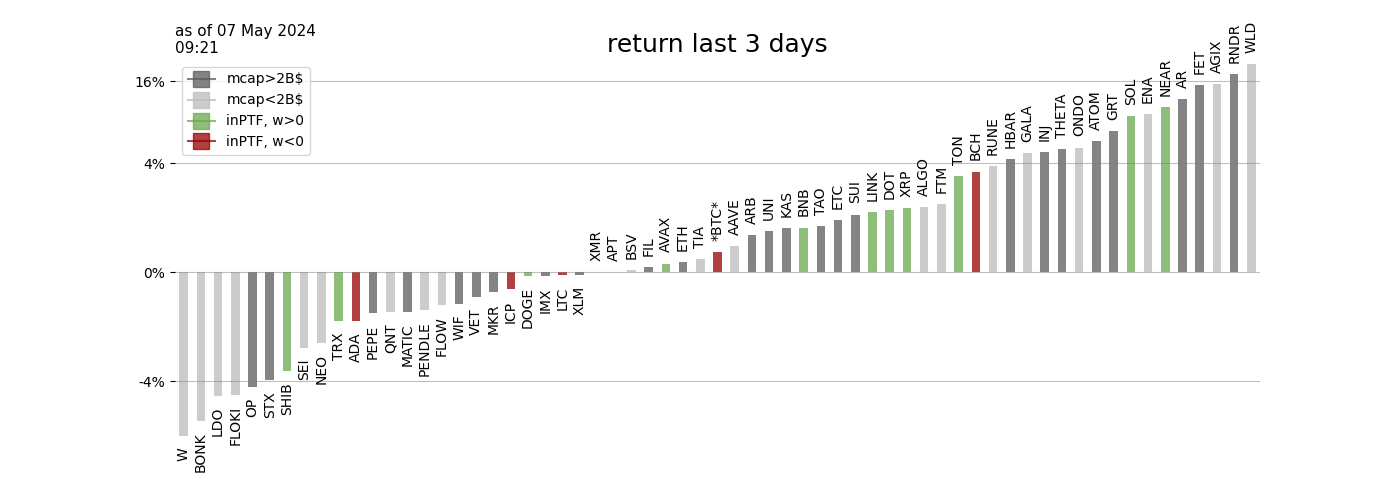 as of 07 May 2024
09:21
return last 3 days
mcap>2B$
mcap<2B$
inPTF, w>0
inPTF, w<0
16%
4%
0%
-4%
W
BONK
LDO
FLOKI
OP
STX
SHIB
SEI
NEO
TRX
ADA
PEPE
QNT
MATIC
PENDLE
FLOW
WIF
VET
MKR
ICP
DOGE
IMX
LTC
XLM
XMR
APT
BSV
FIL
AVAX
ETH
TIA
*BTC*
AAVE
ARB
UNI
KAS
BNB
TAO
ETC
SUI
LINK
DOT
XRP
ALGO
FTM
TON
BCH
RUNE
HBAR
GALA
INJ
THETA
ONDO
ATOM
GRT
SOL
ENA
NEAR
AR
FET
AGIX
RNDR
WLD